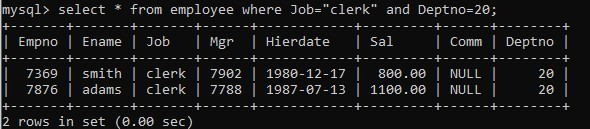 mysql> select * from employee where Job="clerk" and Deptno=20;
+-------+-------+-------+------+------------+---------+------+--------+
| Empno | Ename | Job   | Mgr  | Hierdate   | Sal     | Comm | Deptno |
+-------+-------+-------+------+------------+---------+------+--------+
|  7369 | smith | clerk | 7902 | 1980-12-17 |  800.00 | NULL |     20 |
|  7876 | adams | clerk | 7788 | 1987-07-13 | 1100.00 | NULL |     20 |
+-------+-------+-------+------+------------+---------+------+--------+
2 rows in set (0.00 sec)